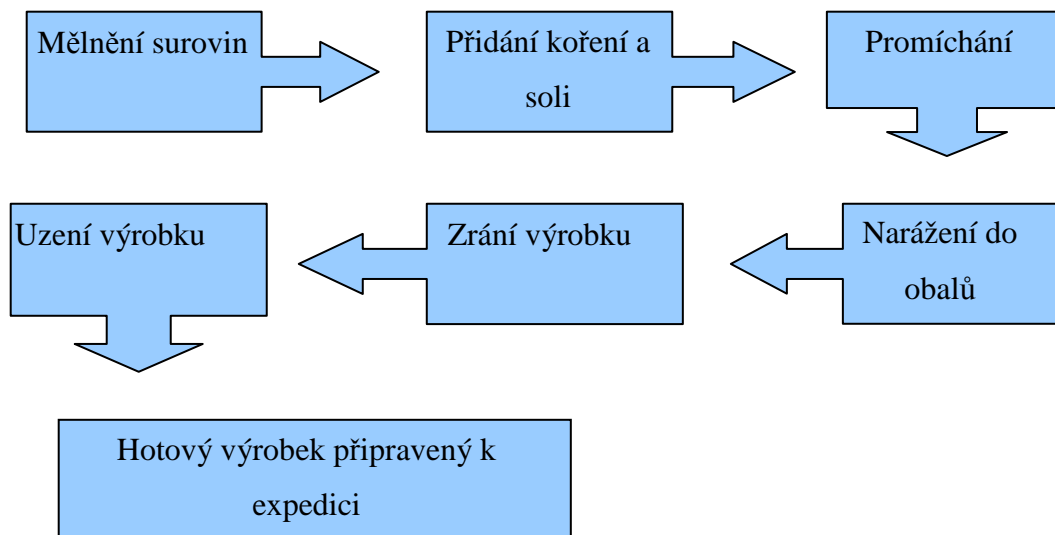 Mělnění surovin
Přidání koření a
soli
Promíchání
Narážení do
obalů
Zrání výrobku
Uzení výrobku
Hotový výrobek připravený k
expedici